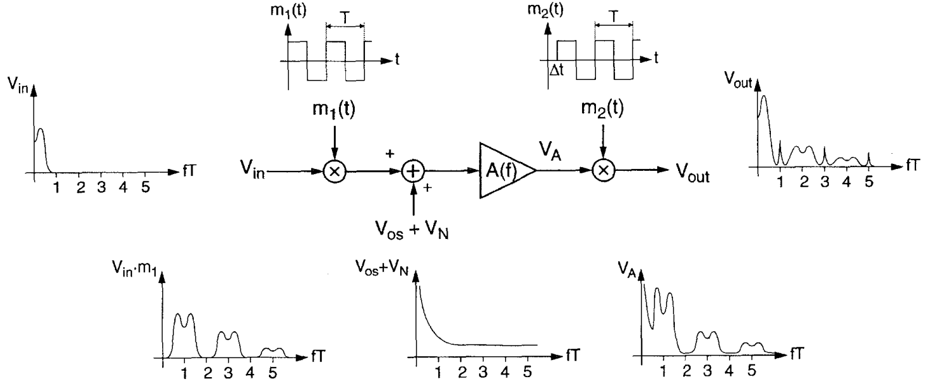 m1(t)
T
t
m2(t)
T
Δt
t
Vin
fT
1 2 3 4 5
m1(t)
m2(t)
Vout
fT
1 2 3 4 5
Vin
×
+
+
+
A(f)
VA
×
Vout
Vos + VN
Vin·m1
fT
1 2 3 4 5
Vos+VN
fT
1 2 3 4 5
VA
fT
1 2 3 4 5